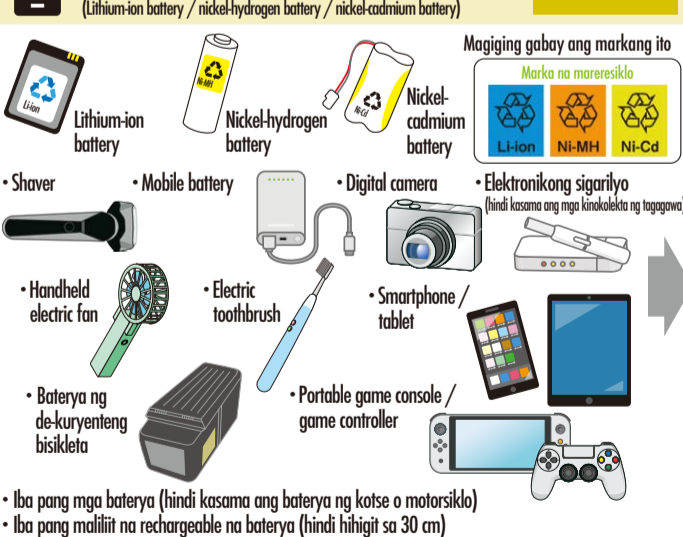 (Lithium-ion battery / nickel-hydrogen battery / nickel-cadmium battery)
Magiging gabay ang markang ito
Marka na mareresiklo
Li-ion
Ni-MH
Ni-Cd
Li-ion
Ni-MH
Ni-Cd
Lithium-ion
battery
Nickel-hydrogen
battery
Nickel-
cadmium
battery
• Shaver
• Mobile battery
• Digital camera
• Elektronikong sigarilyo
(hindi kasama ang mga kinokolekta ng tagagawa)
• Handheld
electric fan
• Electric
toothbrush
• Smartphone /
tablet
• Baterya ng
de-kuryenteng
bisikleta
• Portable game console /
game controller
• Iba pang mga baterya (hindi kasama ang baterya ng kotse o motorsiklo)
• Iba pang maliliit na rechargeable na baterya (hindi hihigit sa 30 cm)